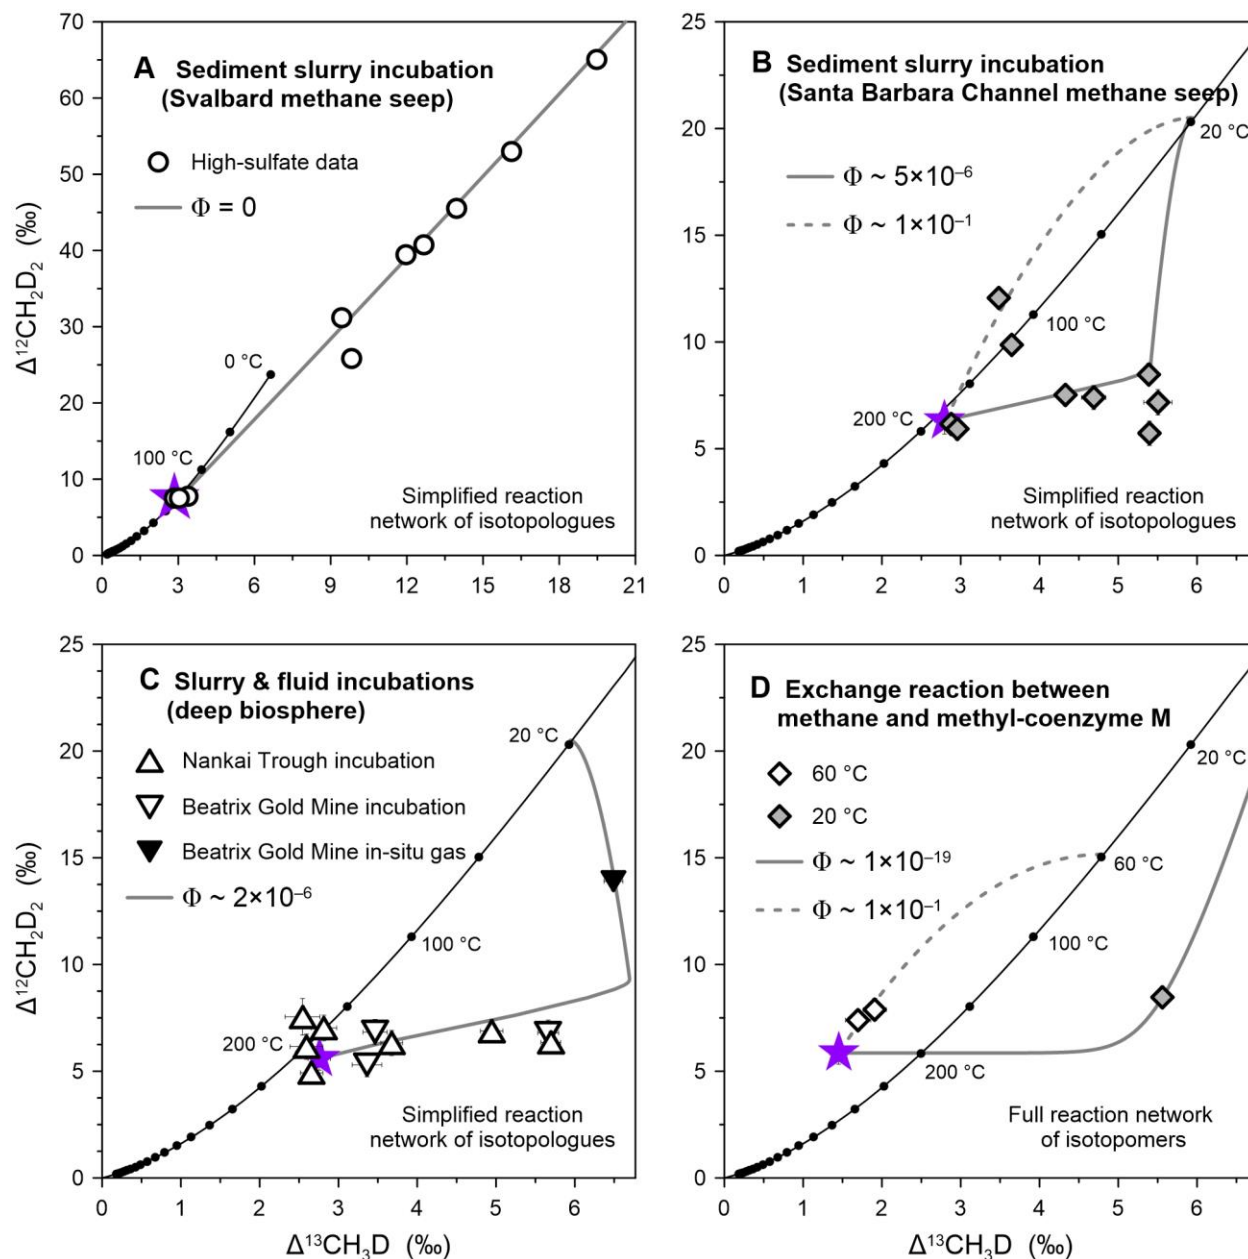 A Sediment slurry incubation
(Svalbard methane seep)
High-sulfate data
Φ = 0
0 °C
100 °C
Simplified reaction
network of isotopologues
Δ¹²CH₂D₂ (‰)
70
60
50
40
30
20
10
0
0 3 6 9 12 15 18 21
B Sediment slurry incubation
(Santa Barbara Channel methane seep)
Φ ~ 5×10⁻⁶
Φ ~ 1×10⁻¹
20 °C
100 °C
200 °C
Simplified reaction
network of isotopologues
25
20
15
10
5
0
0 1 2 3 4 5 6
C Slurry & fluid incubations
(deep biosphere)
Nankai Trough incubation
Beatrix Gold Mine incubation
Beatrix Gold Mine in-situ gas
Φ ~ 2×10⁻⁶
20 °C
100 °C
200 °C
Simplified reaction
network of isotopologues
Δ¹²CH₂D₂ (‰)
25
20
15
10
5
0
0 1 2 3 4 5 6
Δ¹³CH₃D (‰)
D Exchange reaction between
methane and methyl-coenzyme M
60 °C
20 °C
Φ ~ 1×10⁻¹⁹
Φ ~ 1×10⁻¹
20 °C
60 °C
100 °C
200 °C
Full reaction network
of isotopomers
25
20
15
10
5
0
0 1 2 3 4 5 6
Δ¹³CH₃D (‰)